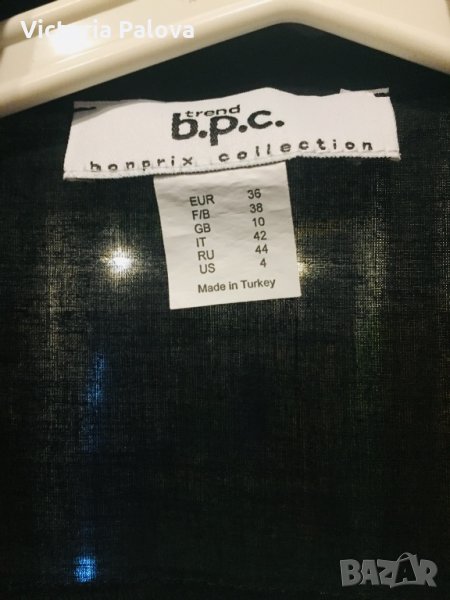 Victoria Palova
trend
b.p.c.
bonprix collection
EUR 36
F/B 38
GB 10
IT 42
RU 44
US 4
Made in Turkey
BAZAR